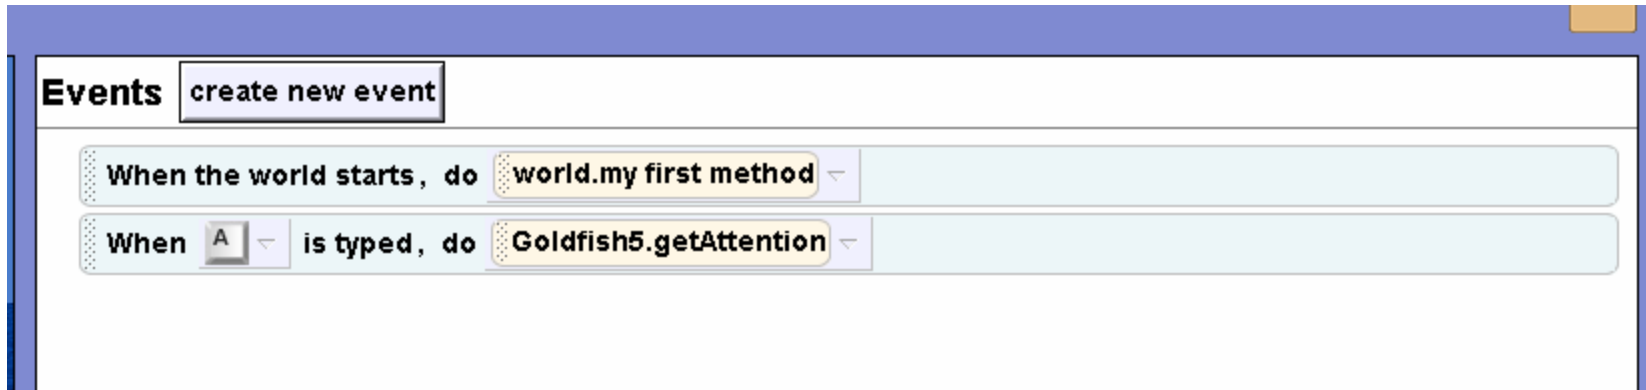 Events create new event
When the world starts, do world.my first method
When A is typed, do Goldfish5.getAttention